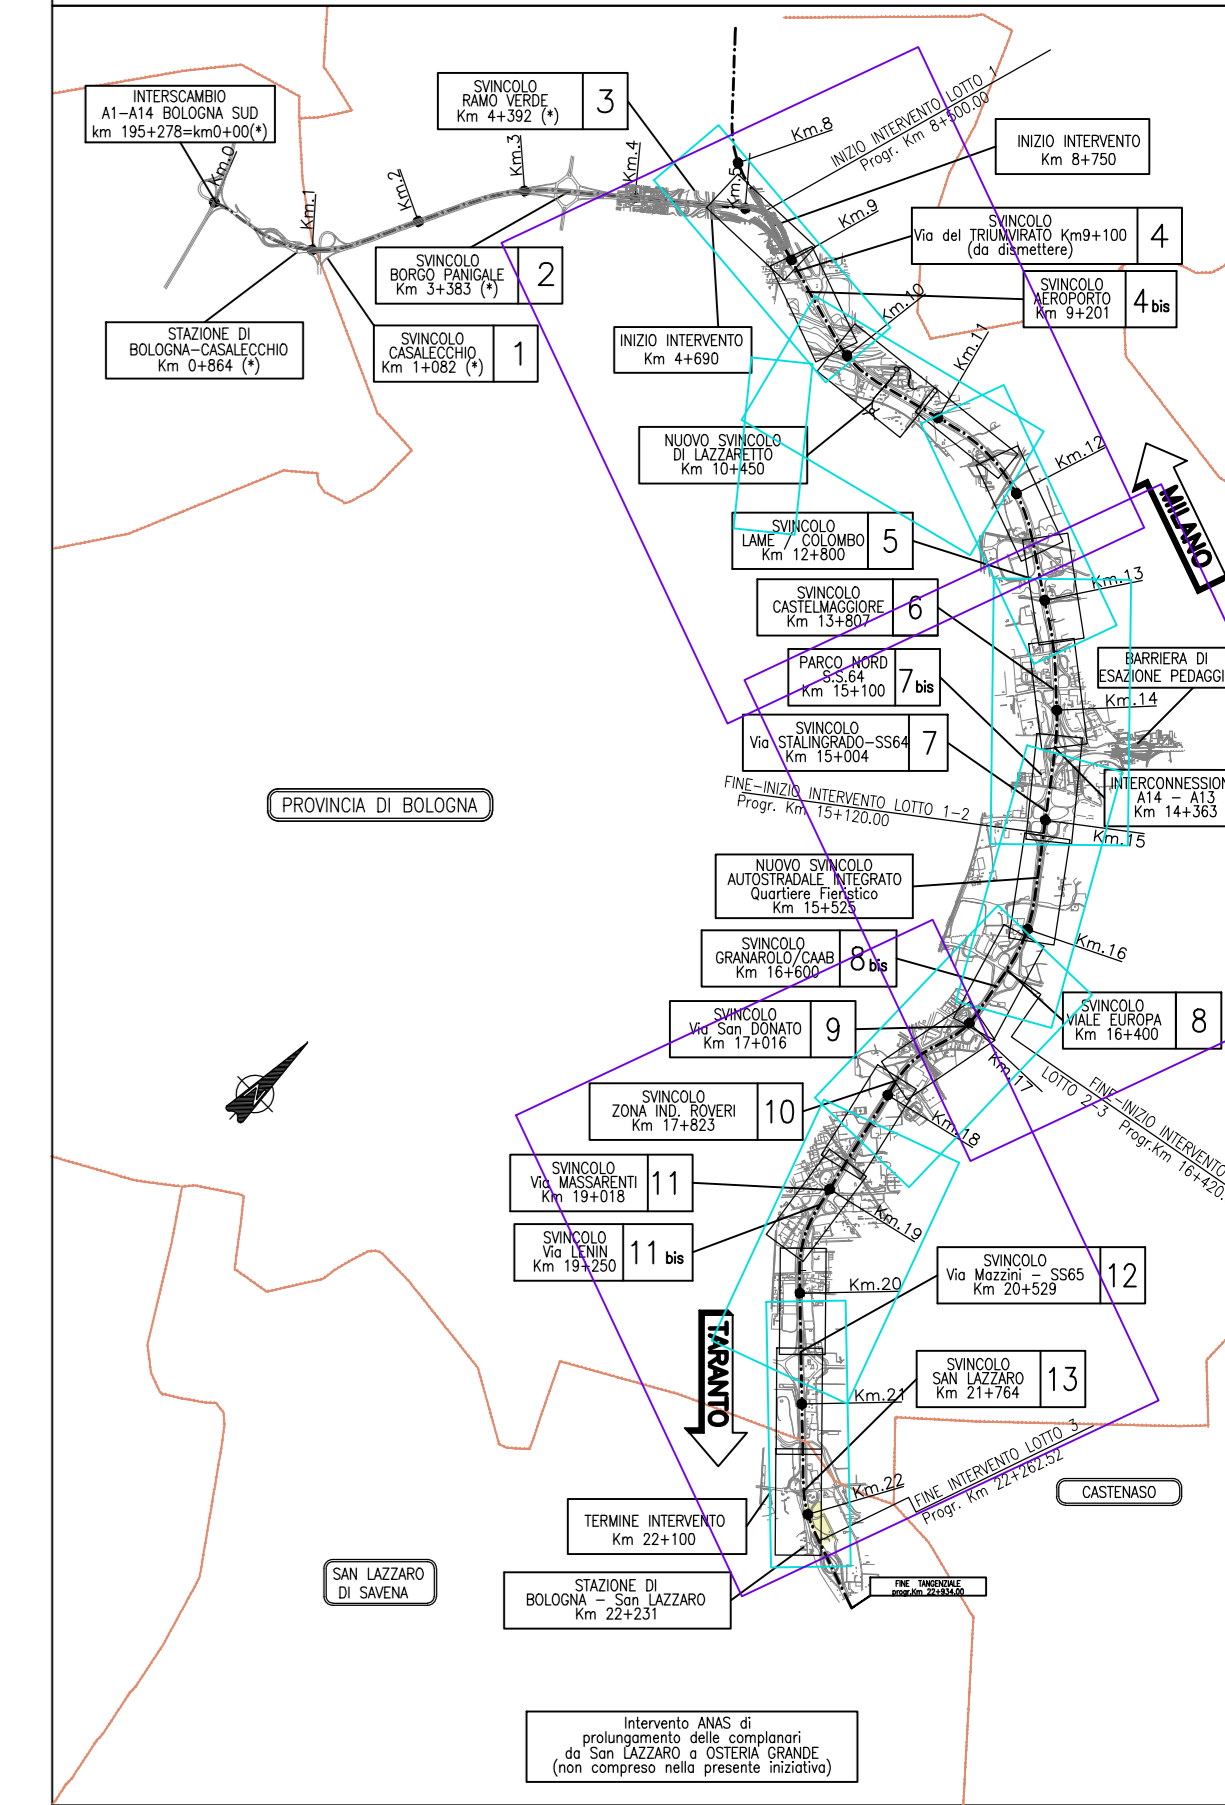 INTERSCAMBIO
A1-A14 BOLOGNA SUD
km 195+278=km0+00(*)
SVINCOLO
RAMO VERDE
Km 4+392 (*)
3
Km.0
Km.1
Km.2
Km.3
Km.4
Km.5
Km.8
INIZIO INTERVENTO LOTTO 1
Progr. Km 8+500.00
INIZIO INTERVENTO
Km 8+750
Km.9
SVINCOLO
Via del TRIUMVIRATO Km9+100
(da dismettere)
4
SVINCOLO
BORGO PANIGALE
Km 3+383 (*)
2
SVINCOLO
AEROPORTO
Km 9+201
4 bis
STAZIONE DI
BOLOGNA-CASALECCHIO
Km 0+864 (*)
SVINCOLO
CASALECCHIO
Km 1+082 (*)
1
INIZIO INTERVENTO
Km 4+690
Km.10
Km.11
NUOVO SVINCOLO
DI LAZZARETTO
Km 10+450
Km.12
MILANO
SVINCOLO
LAME / COLOMBO
Km 12+800
5
Km.13
SVINCOLO
CASTELMAGGIORE
Km 13+807
6
PARCO NORD
S.S.64
Km 15+100
7 bis
BARRIERA DI
ESAZIONE PEDAGGI
Km.14
SVINCOLO
Via STALINGRADO-SS64
Km 15+004
7
INTERCONNESSION
A14 - A13
Km 14+363
FINE-INIZIO INTERVENTO LOTTO 1-2
Progr. Km 15+120.00
PROVINCIA DI BOLOGNA
Km.15
NUOVO SVINCOLO
AUTOSTRADALE INTEGRATO
Quartiere Fieristico
Km 15+525
SVINCOLO
GRANAROLO/CAAB
Km 16+600
8 bis
Km.16
SVINCOLO
Via San DONATO
Km 17+016
9
SVINCOLO
VIALE EUROPA
Km 16+400
8
Km.17
FINE-INIZIO INTERVENTO
LOTTO 2-3
Progr.Km 16+420.
SVINCOLO
ZONA IND. ROVERI
Km 17+823
10
Km.18
SVINCOLO
Via MASSARENTI
Km 19+018
11
Km.19
SVINCOLO
Via LENIN
Km 19+250
11 bis
SVINCOLO
Via Mazzini - SS65
Km 20+529
12
Km.20
TARANTO
SVINCOLO
SAN LAZZARO
Km 21+764
13
Km.21
FINE INTERVENTO LOTTO 3
Progr. Km 22+262.52
Km.22
CASTENASO
TERMINE INTERVENTO
Km 22+100
SAN LAZZARO
DI SAVENA
STAZIONE DI
BOLOGNA - San LAZZARO
Km 22+231
FINE TANGENZIALE
progr.Km 22+934.00
Intervento ANAS di
prolungamento delle complanari
da San LAZZARO a OSTERIA GRANDE
(non compreso nella presente iniziativa)